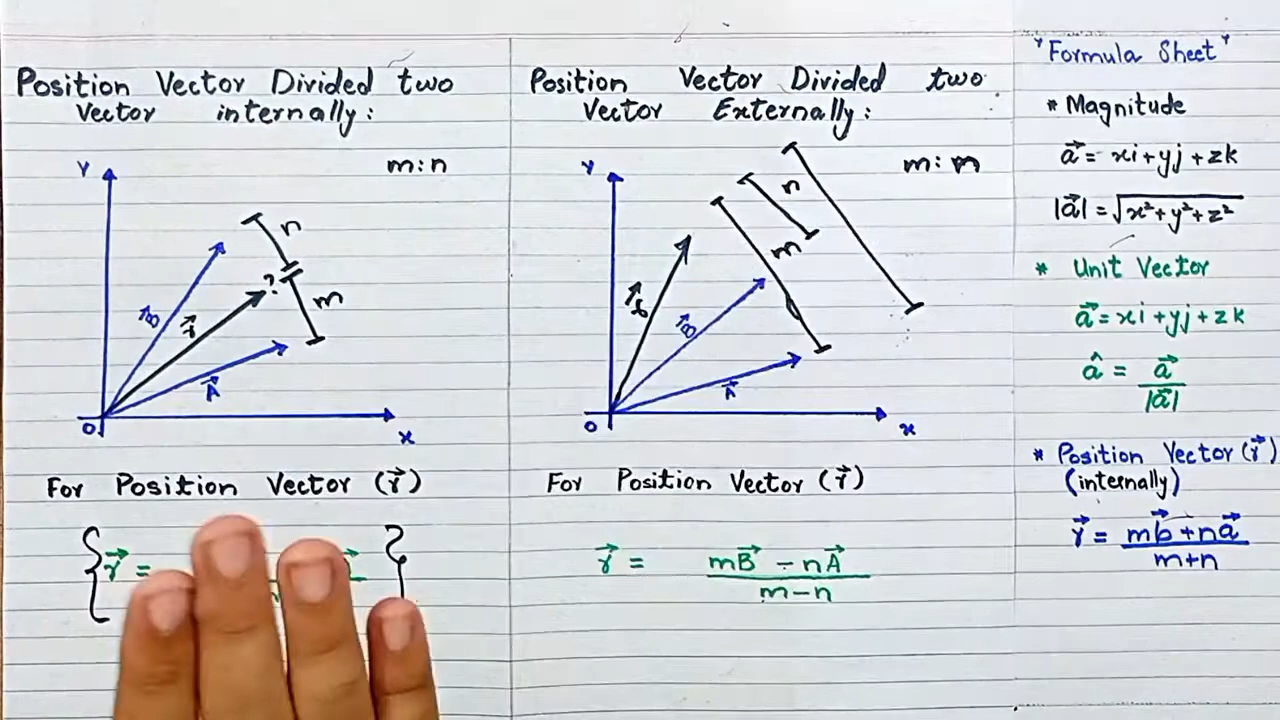 Position Vector Divided two
Vector internally:
m:n
Y
n
?
m
B
r
A
O
x
For Position Vector (r)
r =
Position Vector Divided two
Vector Externally:
m:n
Y
n
m
r
B
A
O
x
For Position Vector (r)
r = mB - nA
m-n
"Formula Sheet"
* Magnitude
a = xi + yj + zk
|a| = √x²+y²+z²
* Unit Vector
a = xi + yj + zk
â = a
|a|
* Position Vector (r)
(internally)
r = mb + na
m+n